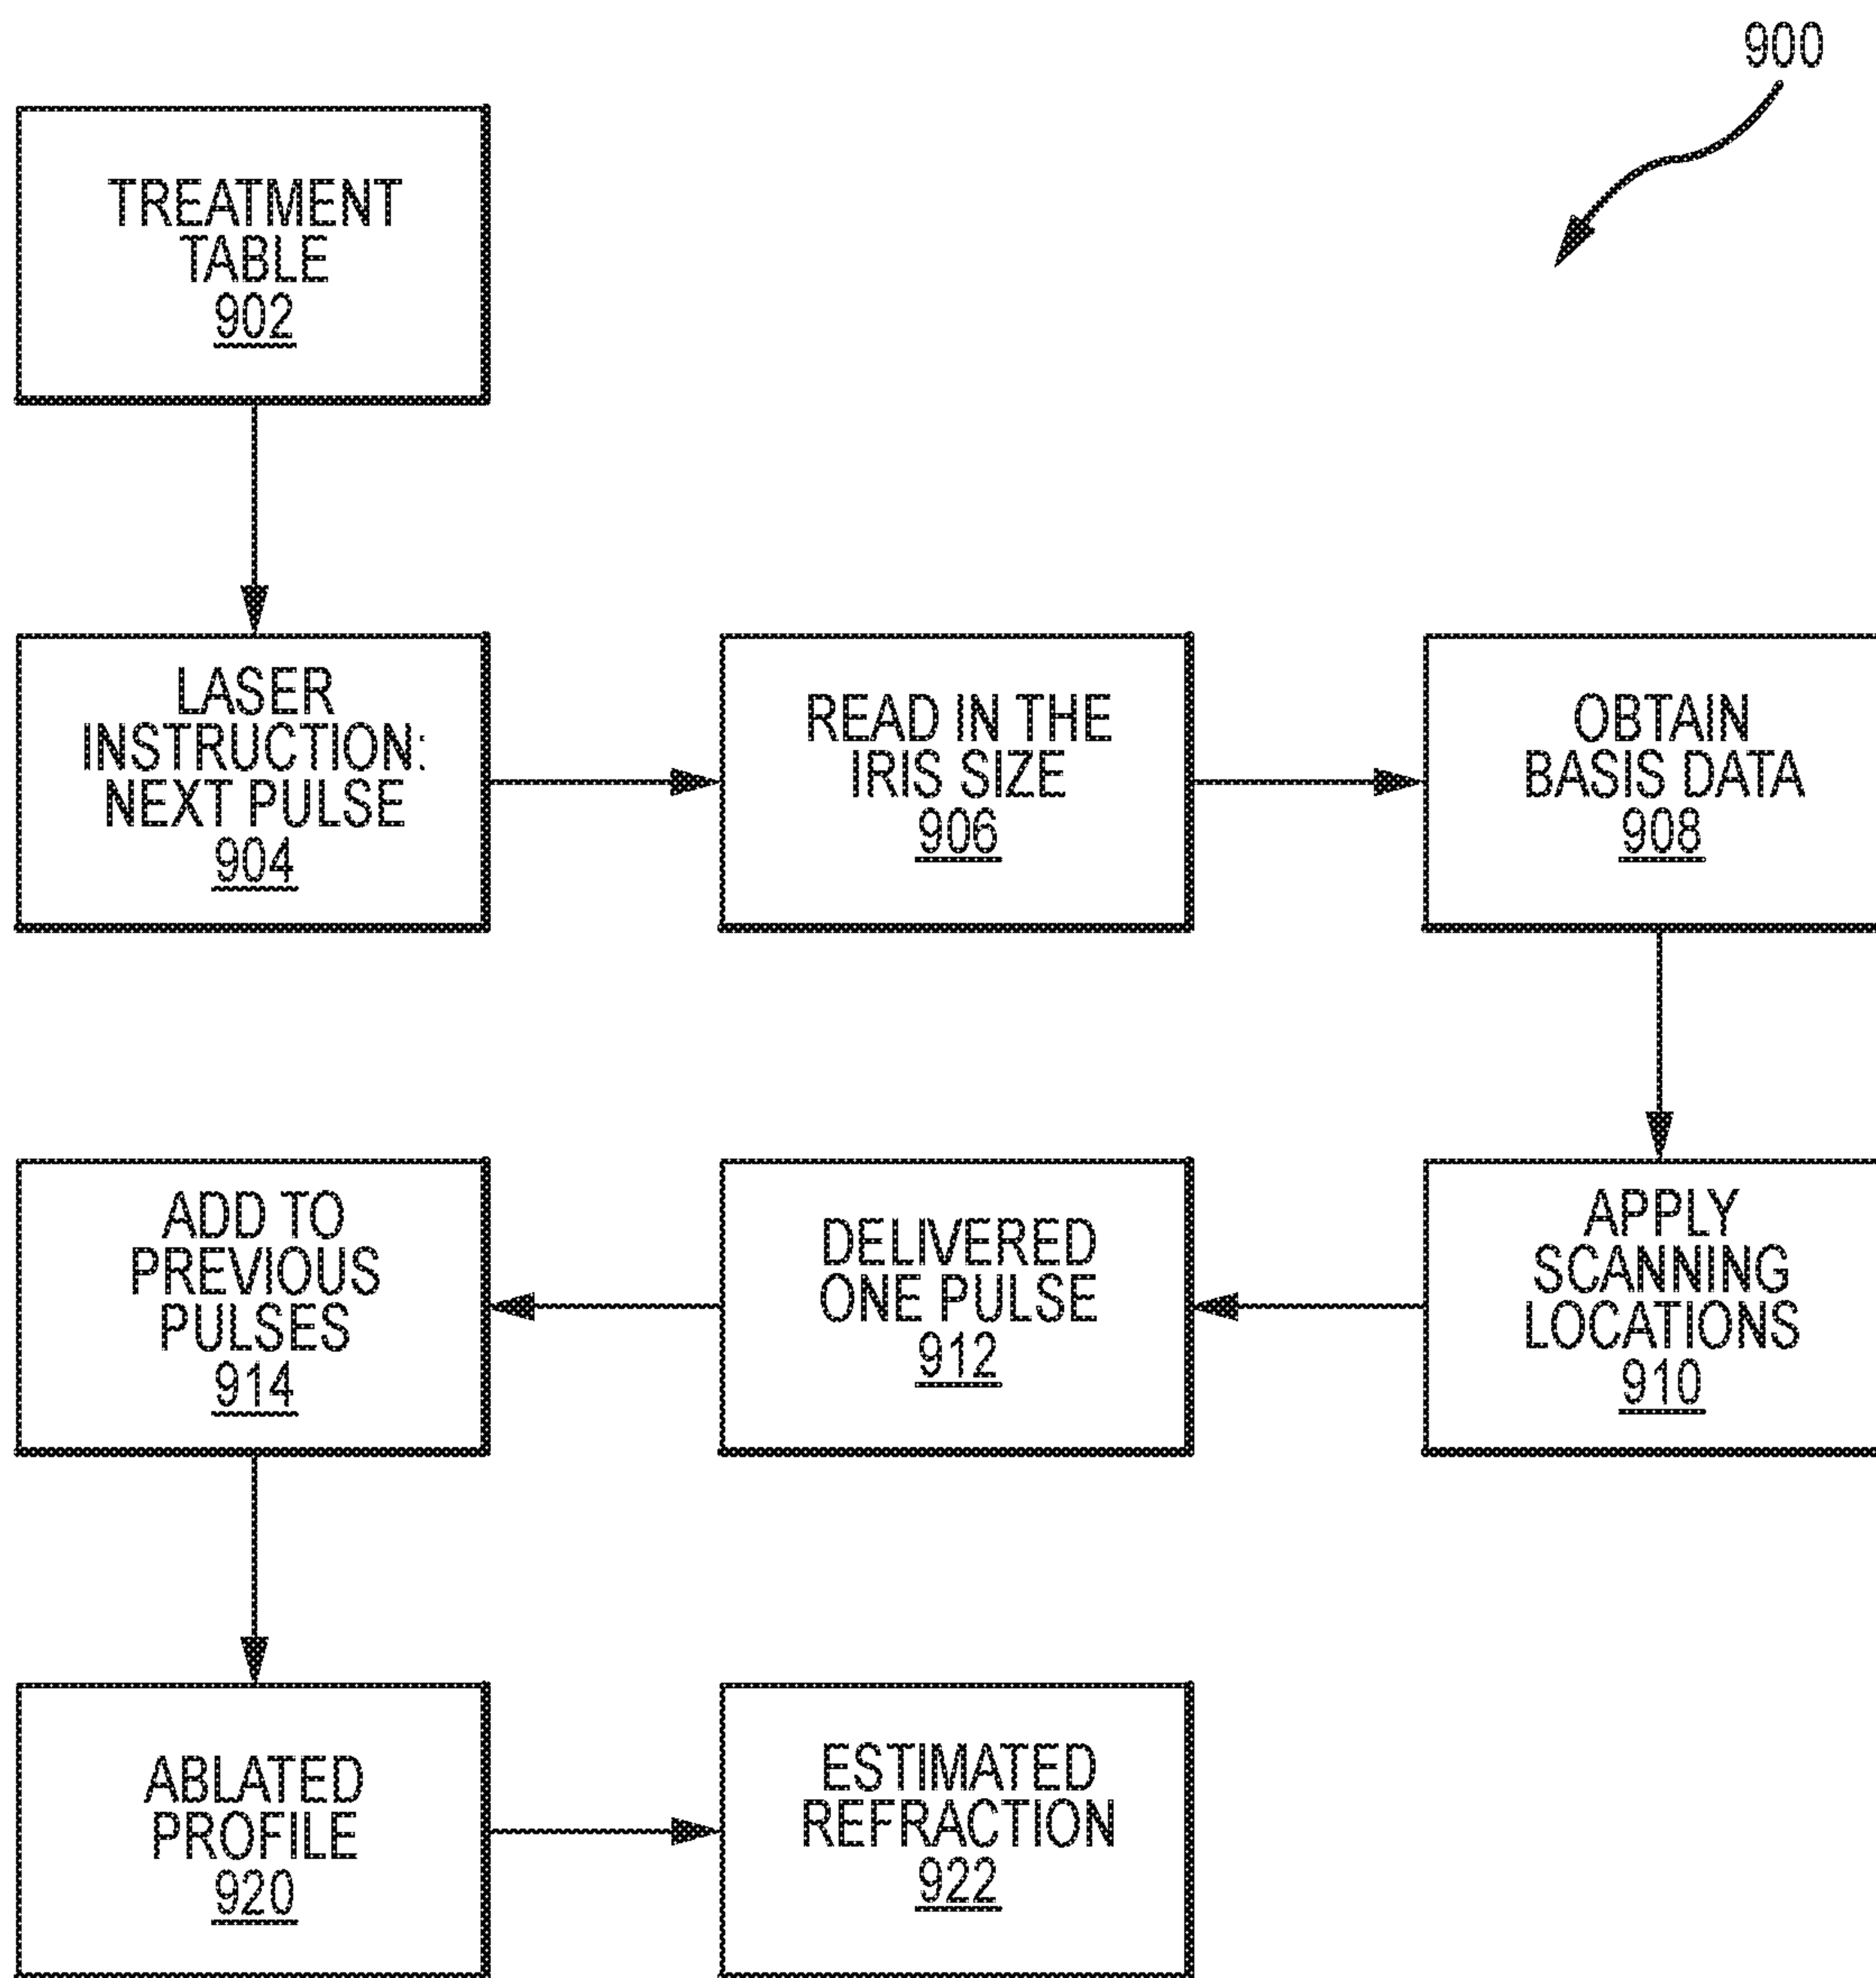 900
TREATMENT
TABLE
902
LASER
INSTRUCTION:
NEXT PULSE
904
READ IN THE
IRIS SIZE
906
OBTAIN
BASIS DATA
908
APPLY
SCANNING
LOCATIONS
910
DELIVERED
ONE PULSE
912
ADD TO
PREVIOUS
PULSES
914
ABLATED
PROFILE
920
ESTIMATED
REFRACTION
922